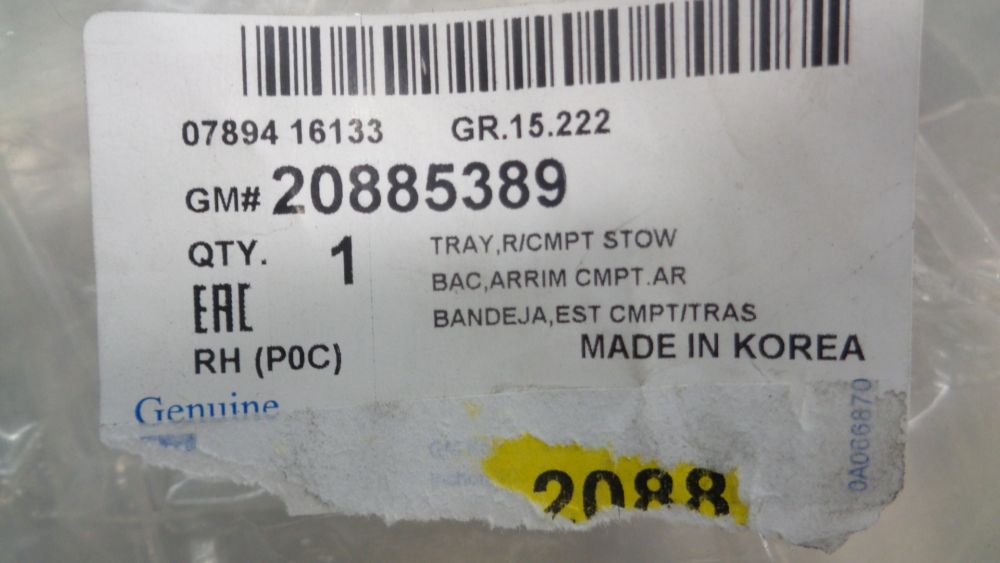 07894 16133 GR.15.222
GM# 20885389
QTY. 1
TRAY,R/CMPT STOW
BAC,ARRIM CMPT.AR
BANDEJA,EST CMPT/TRAS
EAC
RH (P0C)
MADE IN KOREA
Genuine
0A066870
2088